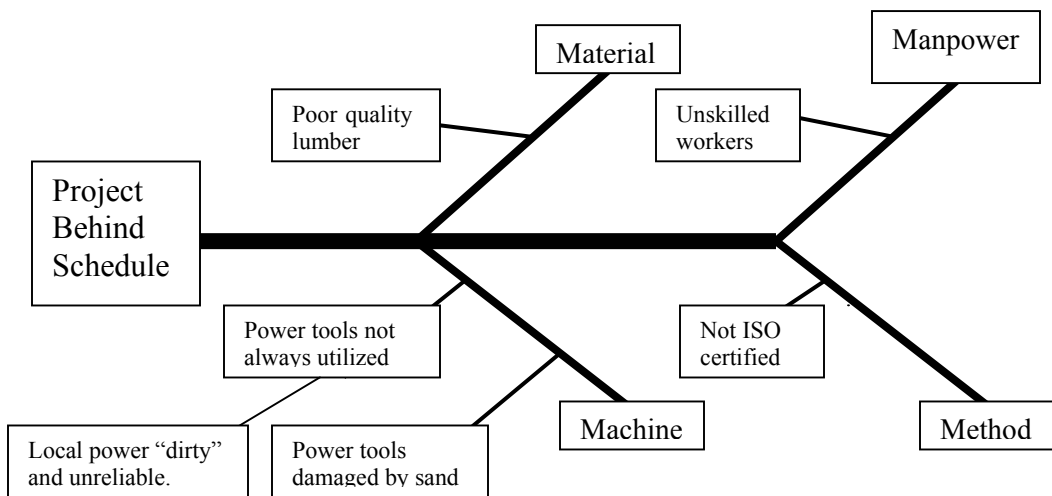 Material
Manpower
Poor quality
lumber
Unskilled
workers
Project
Behind
Schedule
Power tools not
always utilized
Not ISO
certified
Machine
Method
Local power “dirty”
and unreliable.
Power tools
damaged by sand